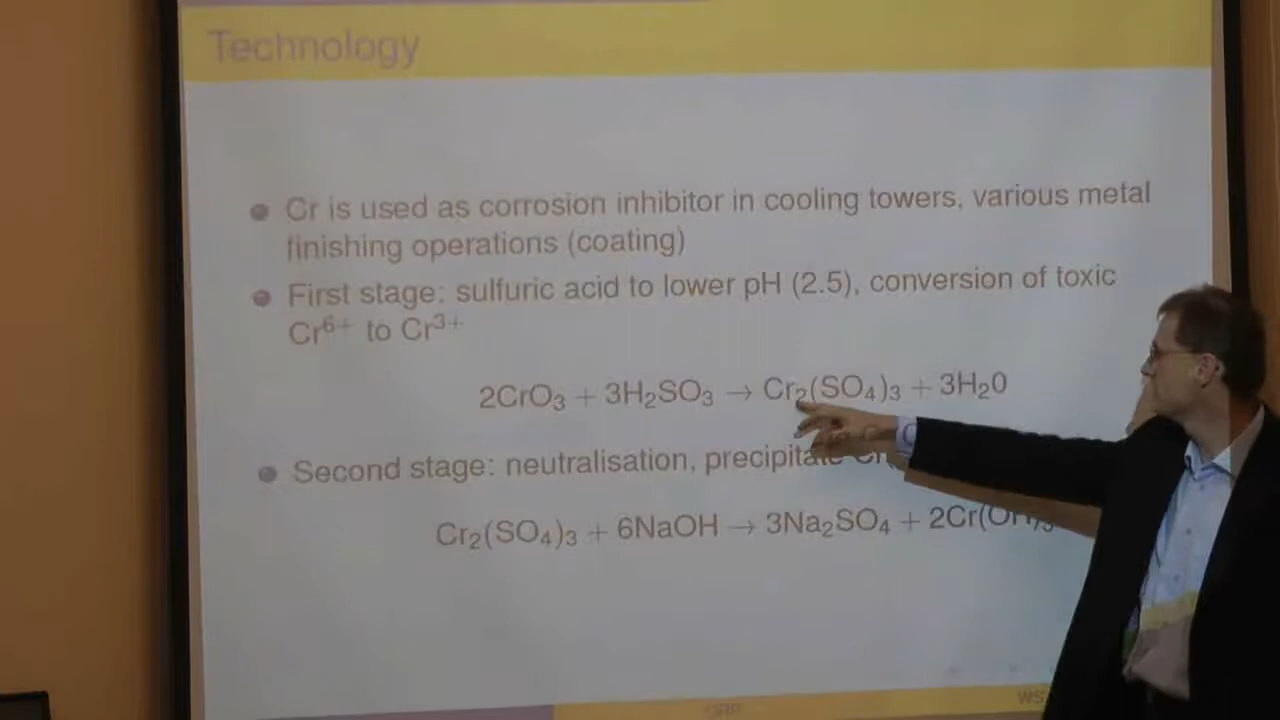 Technology
Cr is used as corrosion inhibitor in cooling towers, various metal
finishing operations (coating)
First stage: sulfuric acid to lower pH (2.5), conversion of toxic
Cr⁶⁺ to Cr³⁺
2CrO₃ + 3H₂SO₃ → Cr₂(SO₄)₃ + 3H₂0
Second stage: neutralisation, precipitate
Cr₂(SO₄)₃ + 6NaOH → 3Na₂SO₄ + 2Cr(OH)₃